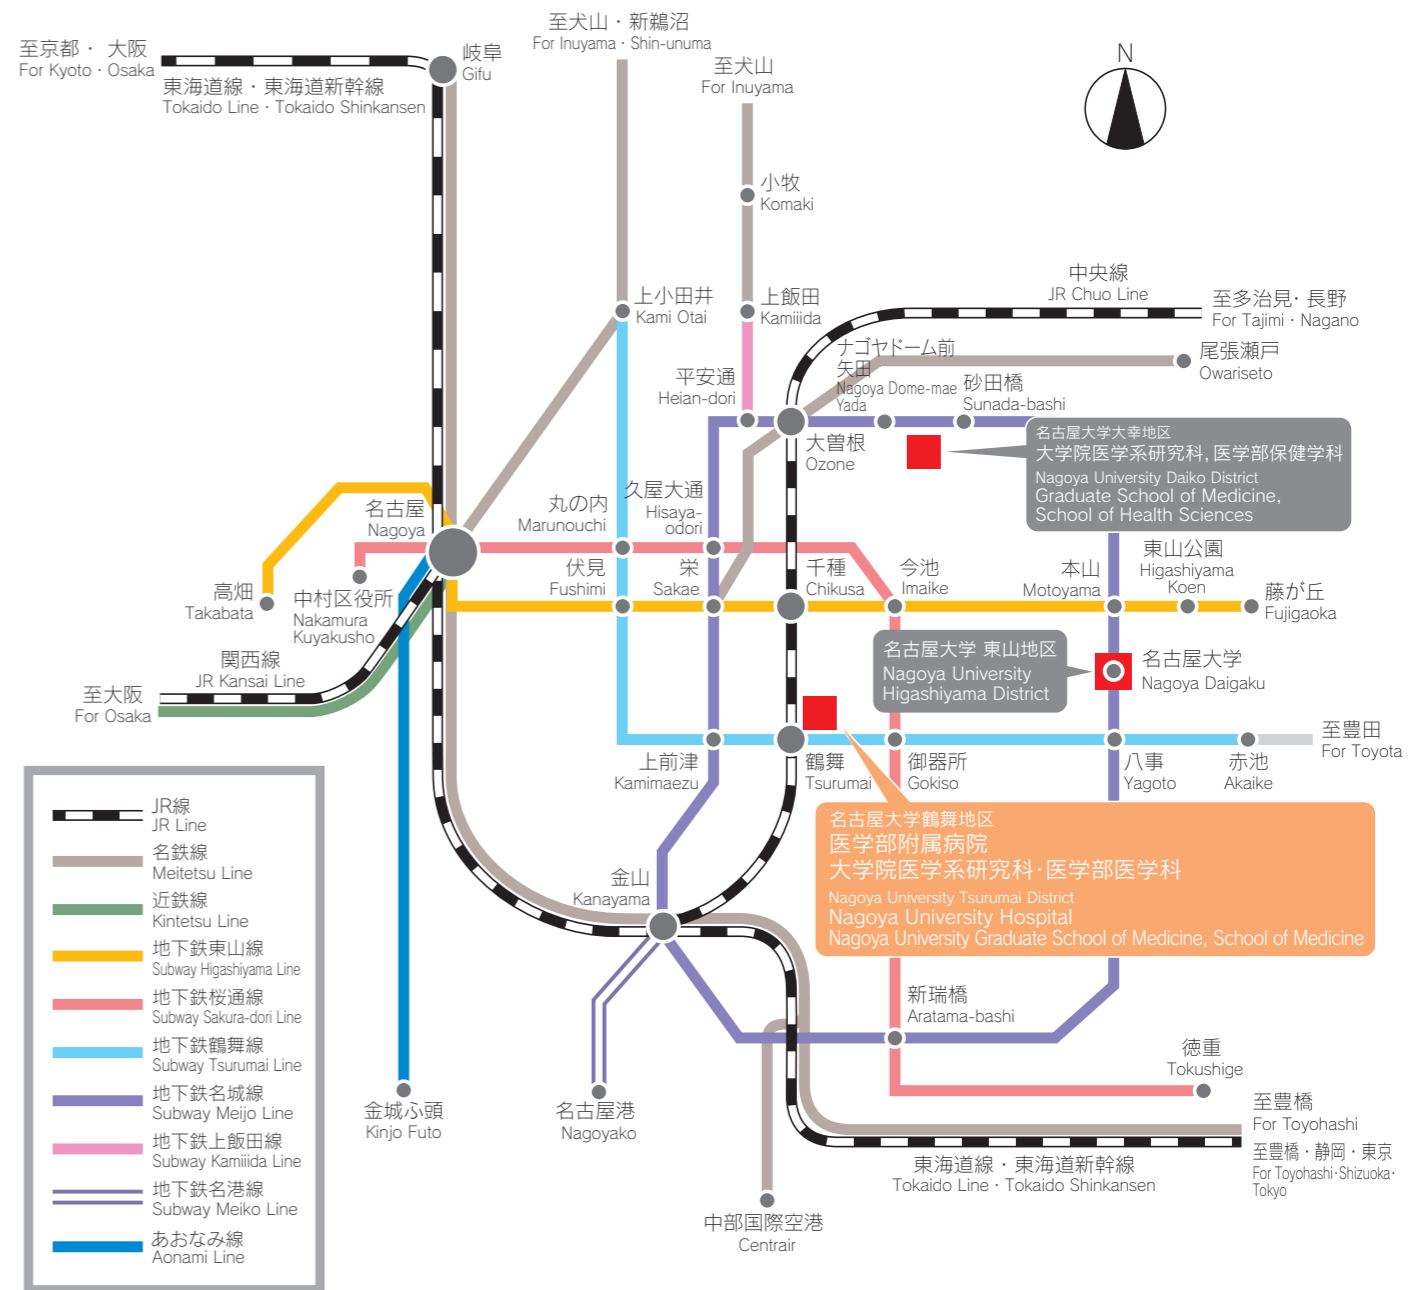 至京都・ 大阪
For Kyoto・Osaka
東海道線・東海道新幹線
Tokaido Line・Tokaido Shinkansen
岐阜
Gifu
至犬山・新鵜沼
For Inuyama・Shin-unuma
至犬山
For Inuyama
N
小牧
Komaki
上小田井
Kami Otai
上飯田
Kamiiida
中央線
JR Chuo Line
至多治見・長野
For Tajimi・Nagano
ナゴヤドーム前
矢田
Nagoya Dome-mae
Yada
尾張瀬戸
Owariseto
平安通
Heian-dori
砂田橋
Sunada-bashi
大曽根
Ozone
名古屋大学大幸地区
大学院医学系研究科, 医学部保健学科
Nagoya University Daiko District
Graduate School of Medicine,
School of Health Sciences
名古屋
Nagoya
丸の内
Marunouchi
久屋大通
Hisaya-
odori
高畑
Takabata
中村区役所
Nakamura
Kuyakusho
伏見
Fushimi
栄
Sakae
千種
Chikusa
今池
Imaike
本山
Motoyama
東山公園
Higashiyama
Koen
藤が丘
Fujigaoka
関西線
JR Kansai Line
至大阪
For Osaka
名古屋大学 東山地区
Nagoya University
Higashiyama District
名古屋大学
Nagoya Daigaku
上前津
Kamimaezu
鶴舞
Tsurumai
御器所
Gokiso
八事
Yagoto
赤池
Akaike
至豊田
For Toyota
名古屋大学鶴舞地区
医学部附属病院
大学院医学系研究科・医学部医学科
Nagoya University Tsurumai District
Nagoya University Hospital
Nagoya University Graduate School of Medicine, School of Medicine
金山
Kanayama
新瑞橋
Aratama-bashi
徳重
Tokushige
金城ふ頭
Kinjo Futo
名古屋港
Nagoyako
至豊橋
For Toyohashi
至豊橋・静岡・東京
For Toyohashi・Shizuoka・
Tokyo
東海道線・東海道新幹線
Tokaido Line・Tokaido Shinkansen
中部国際空港
Centrair
JR線
JR Line
名鉄線
Meitetsu Line
近鉄線
Kintetsu Line
地下鉄東山線
Subway Higashiyama Line
地下鉄桜通線
Subway Sakura-dori Line
地下鉄鶴舞線
Subway Tsurumai Line
地下鉄名城線
Subway Meijo Line
地下鉄上飯田線
Subway Kamiiida Line
地下鉄名港線
Subway Meiko Line
あおなみ線
Aonami Line